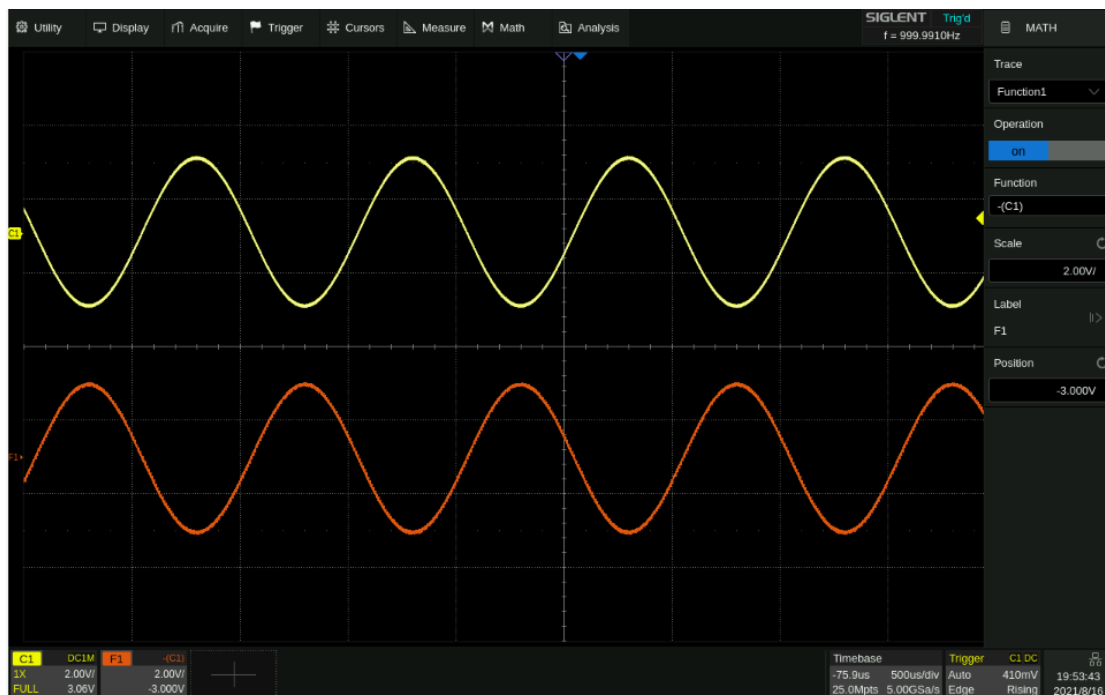 Utility Display Acquire Trigger Cursors Measure Math Analysis
SIGLENT Trig'd
f = 999.9910Hz
MATH
Trace
Function1
Operation
on
Function
-(C1)
Scale
2.00V/
Label
F1
Position
-3.000V
C1
F1
C1 DC1M
1X 2.00V/
FULL 3.06V
F1 -(C1)
2.00V/
-3.000V
Timebase
-75.9us 500us/div
25.0Mpts 5.00GSa/s
Trigger C1 DC
Auto 410mV
Edge Rising
19:53:43
2021/8/16